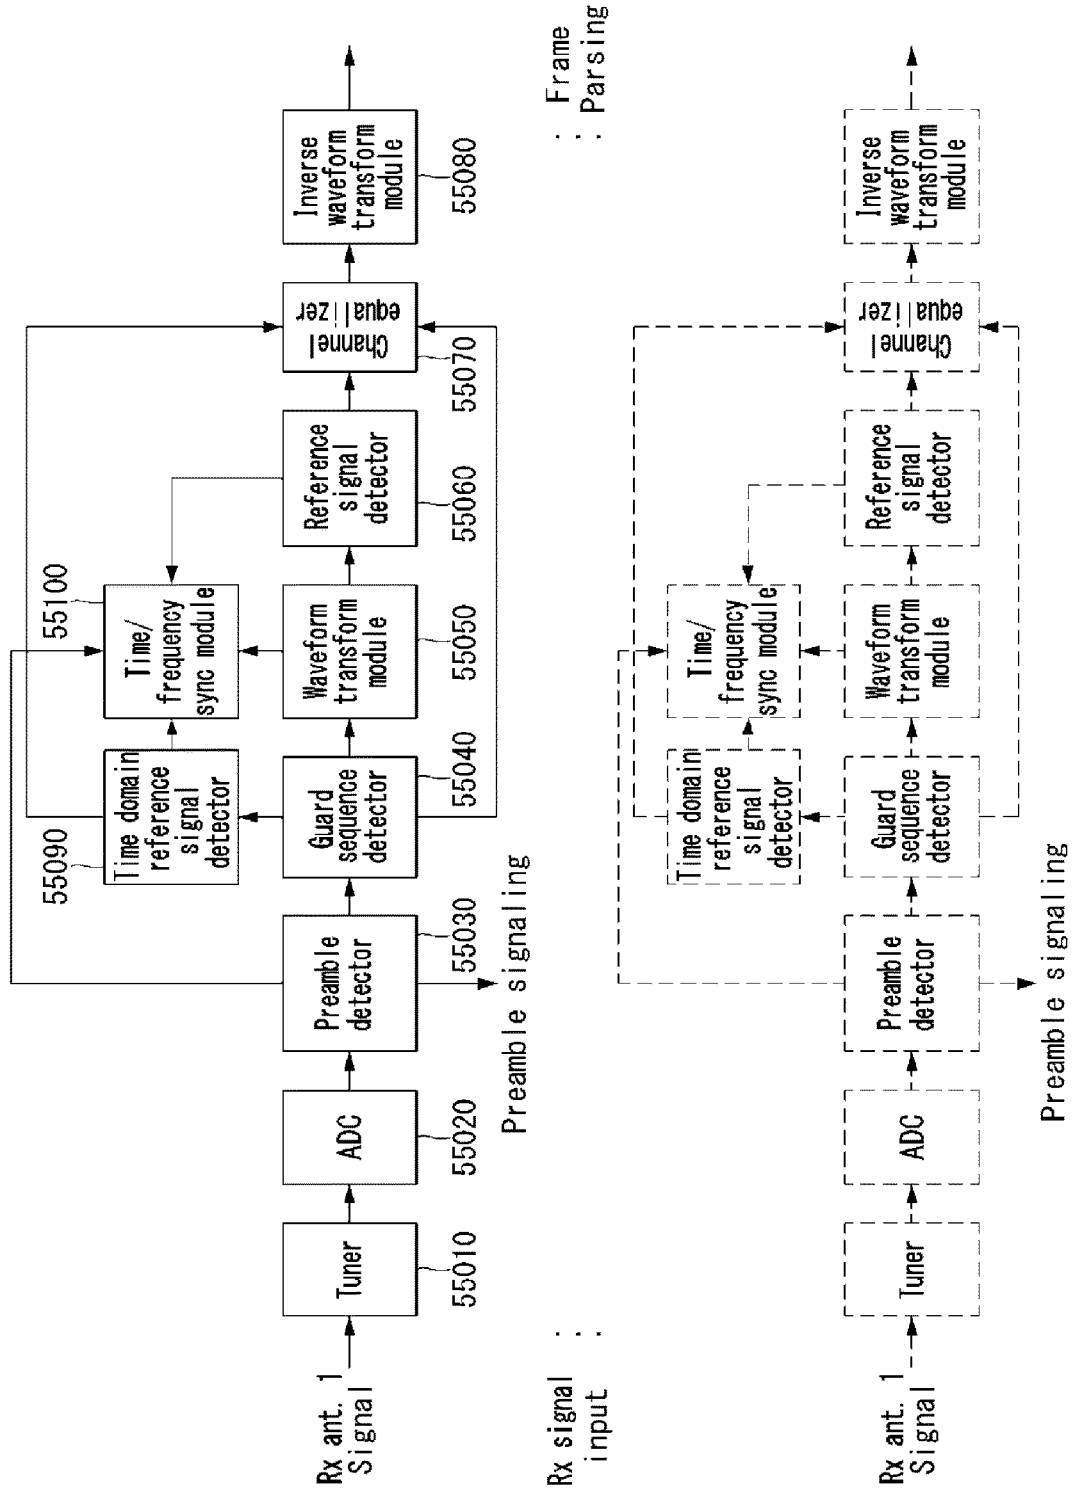 Rx ant. 1
Signal
Tuner
55010
ADC
55020
Preamble
detector
55030
Preamble signaling
Guard
sequence
detector
55040
Time domain
reference
signal
detector
55090
Time/
frequency
sync module
55100
Waveform
transform
module
55050
Reference
signal
detector
55060
Channel
equalizer
55070
Inverse
waveform
transform
module
55080
Rx signal
input
Frame
Parsing
Rx ant. 1
Signal
Tuner
ADC
Preamble
detector
Preamble signaling
Guard
sequence
detector
Time domain
reference
signal
detector
Time/
frequency
sync module
Waveform
transform
module
Reference
signal
detector
Channel
equalizer
Inverse
waveform
transform
module